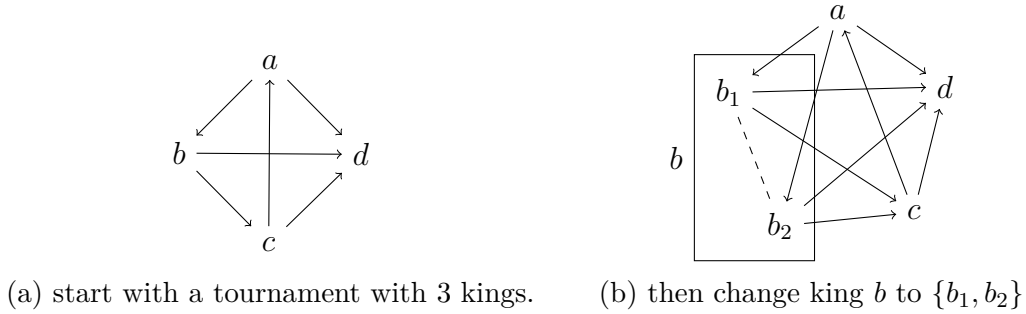 a
b
d
c
(a) start with a tournament with 3 kings.
a
b₁
d
b
b₂
c
(b) then change king b to {b₁, b₂}